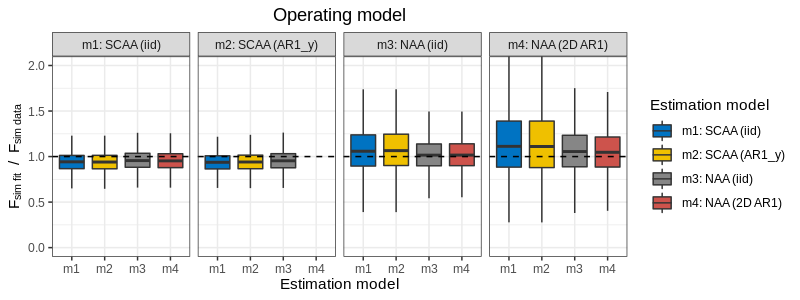 Operating model
m1: SCAA (iid)
m2: SCAA (AR1_y)
m3: NAA (iid)
m4: NAA (2D AR1)
F sim fit / F sim data
2.0
1.5
1.0
0.5
0.0
m1 m2 m3 m4
m1 m2 m3 m4
m1 m2 m3 m4
m1 m2 m3 m4
Estimation model
Estimation model
m1: SCAA (iid)
m2: SCAA (AR1_y)
m3: NAA (iid)
m4: NAA (2D AR1)